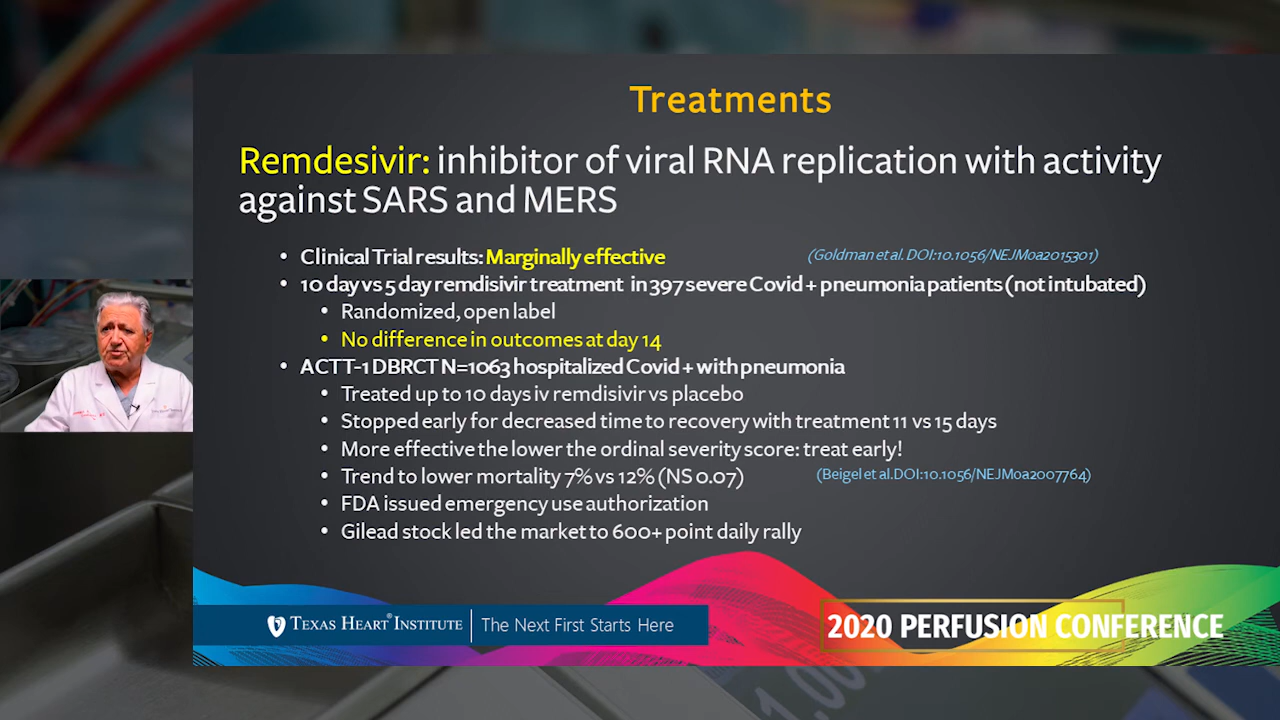 Treatments
Remdesivir: inhibitor of viral RNA replication with activity
against SARS and MERS
• Clinical Trial results: Marginally effective (Goldman et al. DOI:10.1056/NEJMoa2015301)
• 10 day vs 5 day remdisivir treatment in 397 severe Covid + pneumonia patients (not intubated)
• Randomized, open label
• No difference in outcomes at day 14
• ACTT-1 DBRCT N=1063 hospitalized Covid + with pneumonia
• Treated up to 10 days iv remdisivir vs placebo
• Stopped early for decreased time to recovery with treatment 11 vs 15 days
• More effective the lower the ordinal severity score: treat early!
• Trend to lower mortality 7% vs 12% (NS 0.07) (Beigel et al.DOI:10.1056/NEJMoa2007764)
• FDA issued emergency use authorization
• Gilead stock led the market to 600+ point daily rally
TEXAS HEART® INSTITUTE The Next First Starts Here
2020 PERFUSION CONFERENCE